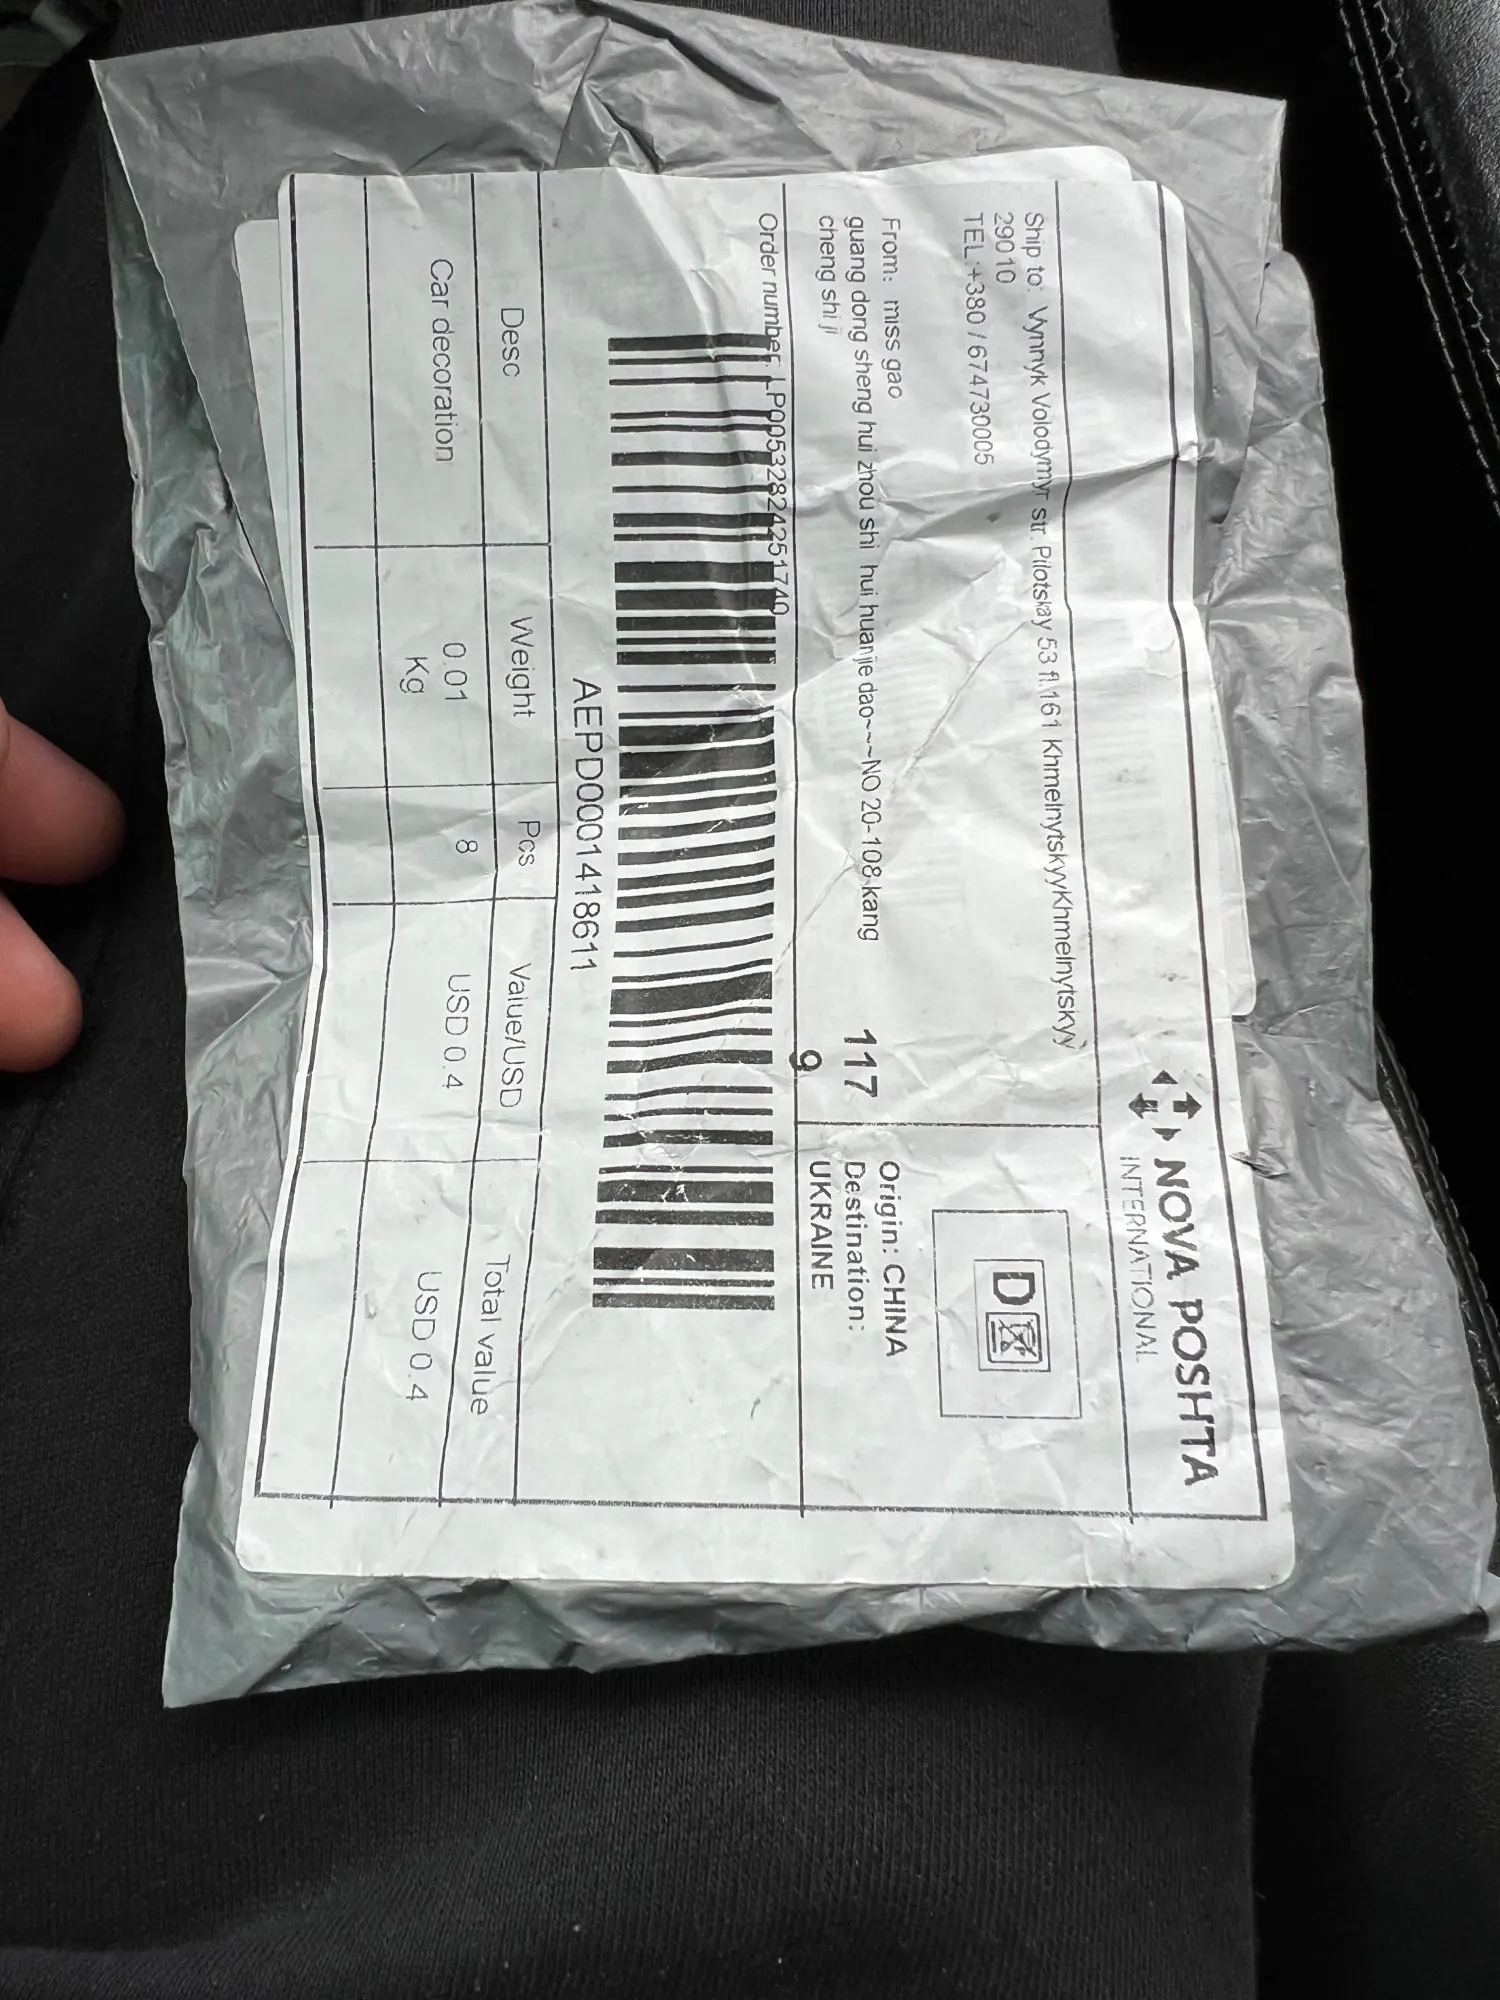 NOVA POSHTA
INTERNATIONAL
Ship to: Vynnyk Volodymyr str. Pilotskay 53 fl.161 KhmelnytskyyKhmelnytskyy
29010
TEL:+380 / 674730005
D
From: miss gao
guang dong sheng hui zhou shi hui huanjie dao~~~NO 20-108 kang
cheng shi ji
117
9
Origin: CHINA
Destination:
UKRAINE
Order number: LP00532824251740
AEPD0001418611
Desc Weight Pcs Value/USD Total value
Car decoration 0.01 Kg 8 USD 0.4 USD 0.4